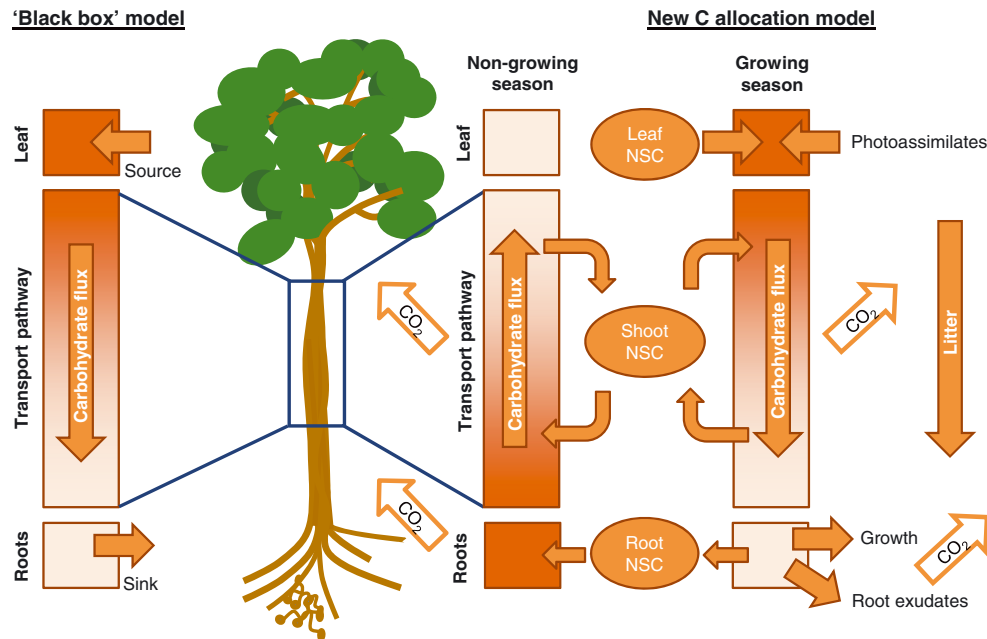 ‘Black box’ model
New C allocation model
Non-growing
season
Growing
season
Leaf
Source
Leaf
Leaf
NSC
Photoassimilates
Transport pathway
Carbohydrate flux
CO2
Transport pathway
Carbohydrate flux
Shoot
NSC
Carbohydrate flux
CO2
Litter
Roots
Sink
CO2
Roots
Root
NSC
Growth
Root exudates
CO2